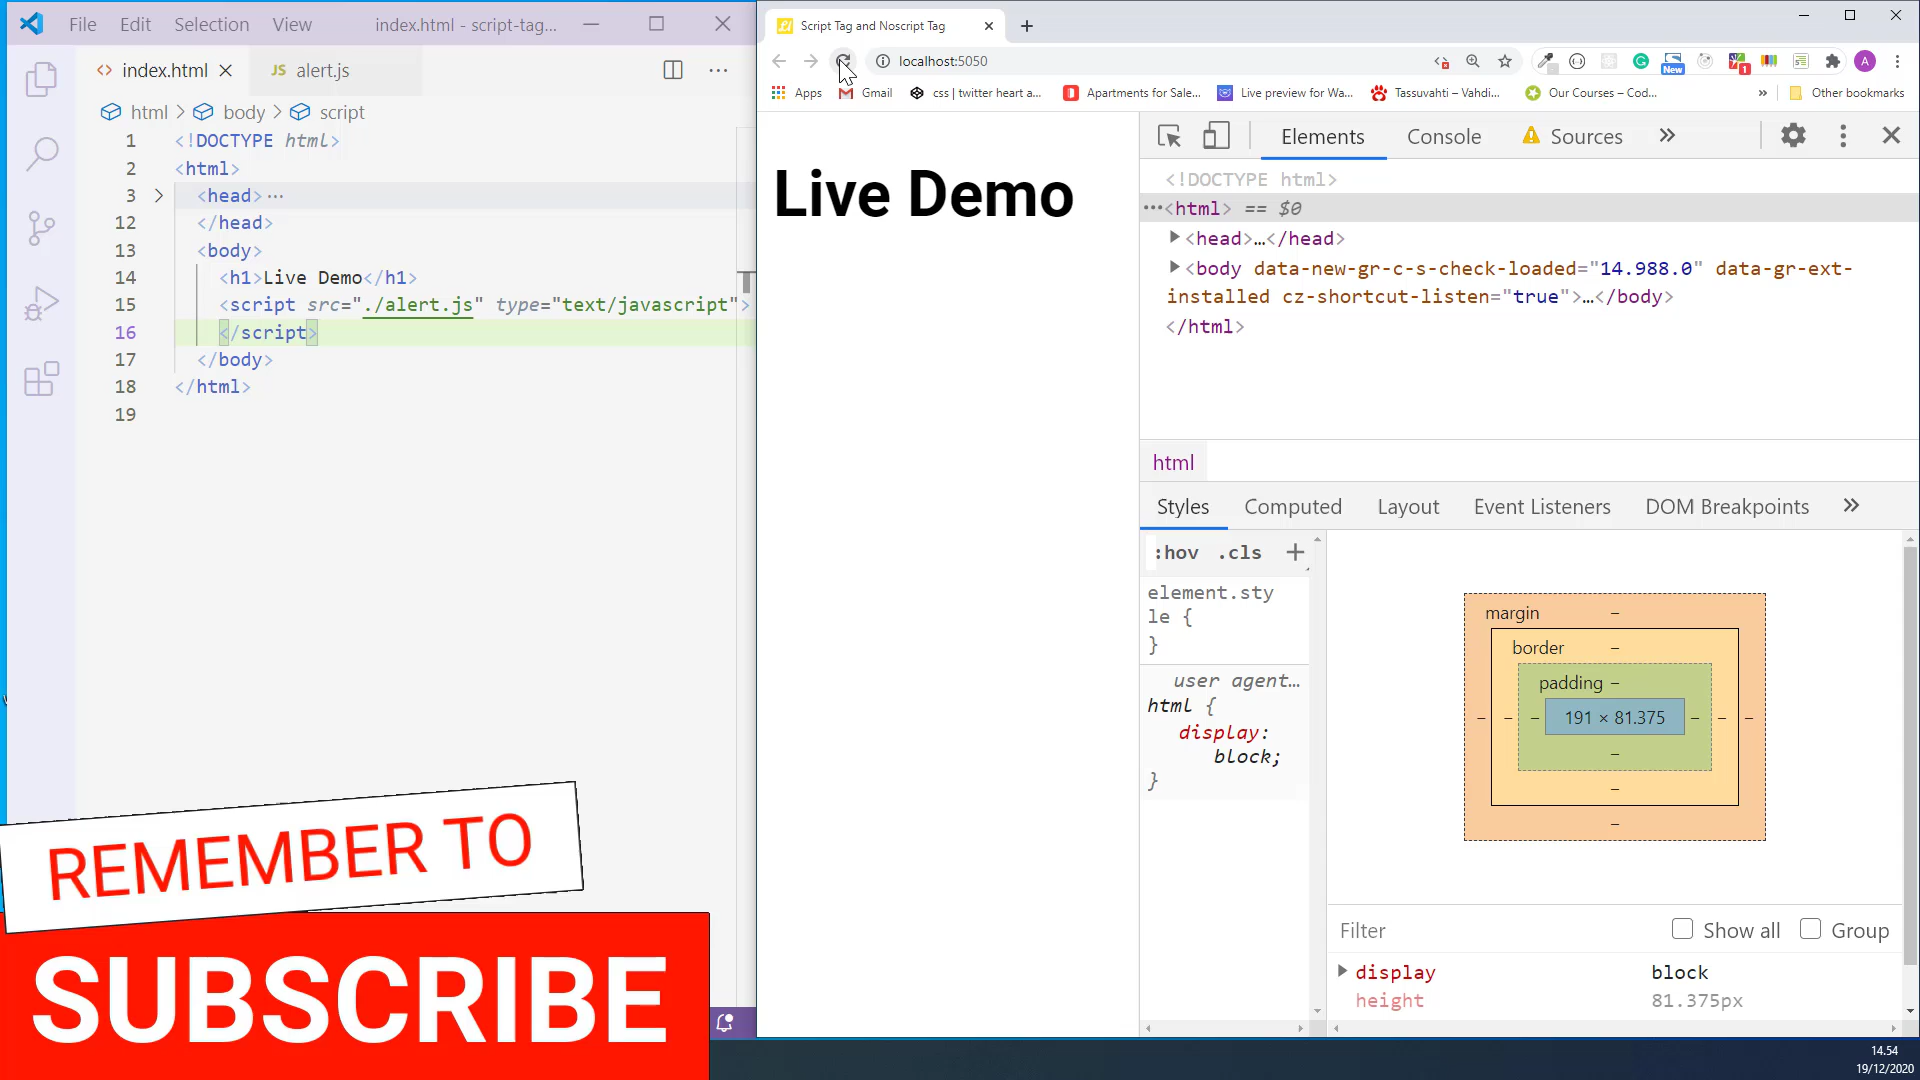 File Edit Selection View index.html - script-tag...
index.html JS alert.js
html body script
1 <!DOCTYPE html>
2 <html>
3 <head> ...
12 </head>
13 <body>
14 <h1>Live Demo</h1>
15 <script src="./alert.js" type="text/javascript">
16 </script>
17 </body>
18 </html>
19
REMEMBER TO
SUBSCRIBE
Script Tag and Noscript Tag
localhost:5050
New 1 A
Apps Gmail css | twitter heart a... Apartments for Sale... Live preview for Wa... Tassuvahti – Vahdi... Our Courses – Cod... » Other bookmarks
Live Demo
Elements Console Sources »
<!DOCTYPE html>
...<html> == $0
<head>…</head>
<body data-new-gr-c-s-check-loaded="14.988.0" data-gr-ext-
installed cz-shortcut-listen="true">…</body>
</html>
html
Styles Computed Layout Event Listeners DOM Breakpoints »
:hov .cls +
element.sty
le {
}
user agent…
html {
display:
block;
}
margin –
border –
padding –
– – – 191 × 81.375 – – –
–
–
–
Filter Show all Group
display block
height 81.375px
14.54
19/12/2020